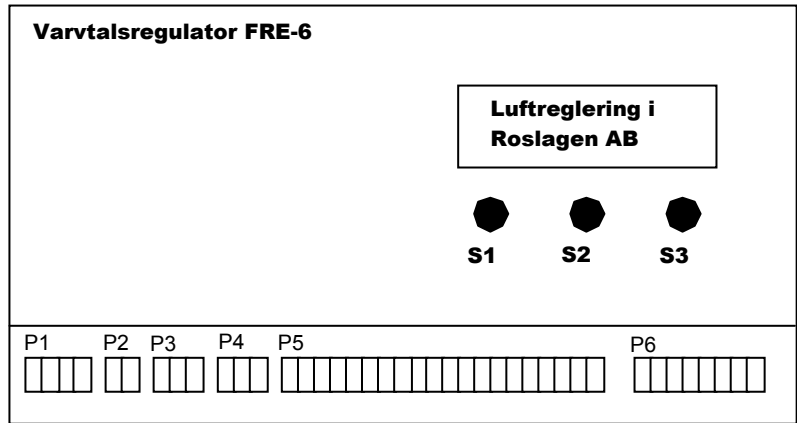 Varvtalsregulator FRE-6
Luftreglering i
Roslagen AB
S1 S2 S3
P1 P2 P3 P4 P5 P6